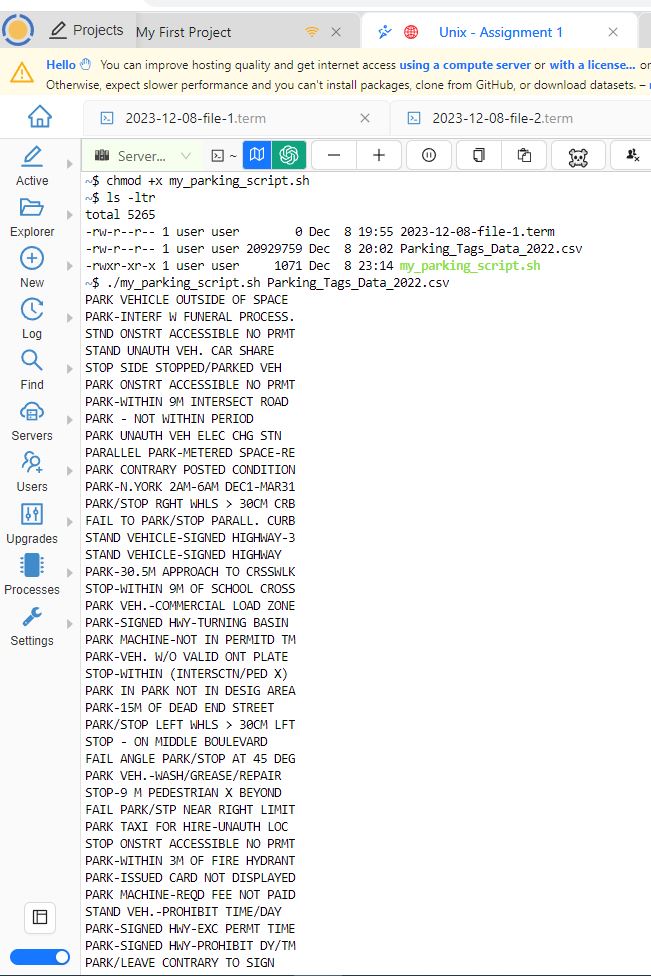 Projects
My First Project
Unix - Assignment 1
Hello You can improve hosting quality and get internet access using a compute server or with a license... or
Otherwise, expect slower performance and you can't install packages, clone from GitHub, or download datasets. –
2023-12-08-file-1.term
2023-12-08-file-2.term
Server...
~
Active
Explorer
New
Log
Find
Servers
Users
Upgrades
Processes
Settings
~$ chmod +x my_parking_script.sh
~$ ls -ltr
total 5265
-rw-r--r-- 1 user user        0 Dec  8 19:55 2023-12-08-file-1.term
-rw-r--r-- 1 user user 20929759 Dec  8 20:02 Parking_Tags_Data_2022.csv
-rwxr-xr-x 1 user user     1071 Dec  8 23:14 my_parking_script.sh
~$ ./my_parking_script.sh Parking_Tags_Data_2022.csv
PARK VEHICLE OUTSIDE OF SPACE
PARK-INTERF W FUNERAL PROCESS.
STND ONSTRT ACCESSIBLE NO PRMT
STAND UNAUTH VEH. CAR SHARE
STOP SIDE STOPPED/PARKED VEH
PARK ONSTRT ACCESSIBLE NO PRMT
PARK-WITHIN 9M INTERSECT ROAD
PARK - NOT WITHIN PERIOD
PARK UNAUTH VEH ELEC CHG STN
PARALLEL PARK-METERED SPACE-RE
PARK CONTRARY POSTED CONDITION
PARK-N.YORK 2AM-6AM DEC1-MAR31
PARK/STOP RGHT WHLS > 30CM CRB
FAIL TO PARK/STOP PARALL. CURB
STAND VEHICLE-SIGNED HIGHWAY-3
STAND VEHICLE-SIGNED HIGHWAY
PARK-30.5M APPROACH TO CRSSWLK
STOP-WITHIN 9M OF SCHOOL CROSS
PARK VEH.-COMMERCIAL LOAD ZONE
PARK-SIGNED HWY-TURNING BASIN
PARK MACHINE-NOT IN PERMITD TM
PARK-VEH. W/O VALID ONT PLATE
STOP-WITHIN (INTERSCTN/PED X)
PARK IN PARK NOT IN DESIG AREA
PARK-15M OF DEAD END STREET
PARK/STOP LEFT WHLS > 30CM LFT
STOP - ON MIDDLE BOULEVARD
FAIL ANGLE PARK/STOP AT 45 DEG
PARK VEH.-WASH/GREASE/REPAIR
STOP-9 M PEDESTRIAN X BEYOND
FAIL PARK/STP NEAR RIGHT LIMIT
PARK TAXI FOR HIRE-UNAUTH LOC
STOP ONSTRT ACCESSIBLE NO PRMT
PARK-WITHIN 3M OF FIRE HYDRANT
PARK-ISSUED CARD NOT DISPLAYED
PARK MACHINE-REQD FEE NOT PAID
STAND VEH.-PROHIBIT TIME/DAY
PARK-SIGNED HWY-EXC PERMT TIME
PARK-SIGNED HWY-PROHIBIT DY/TM
PARK/LEAVE CONTRARY TO SIGN